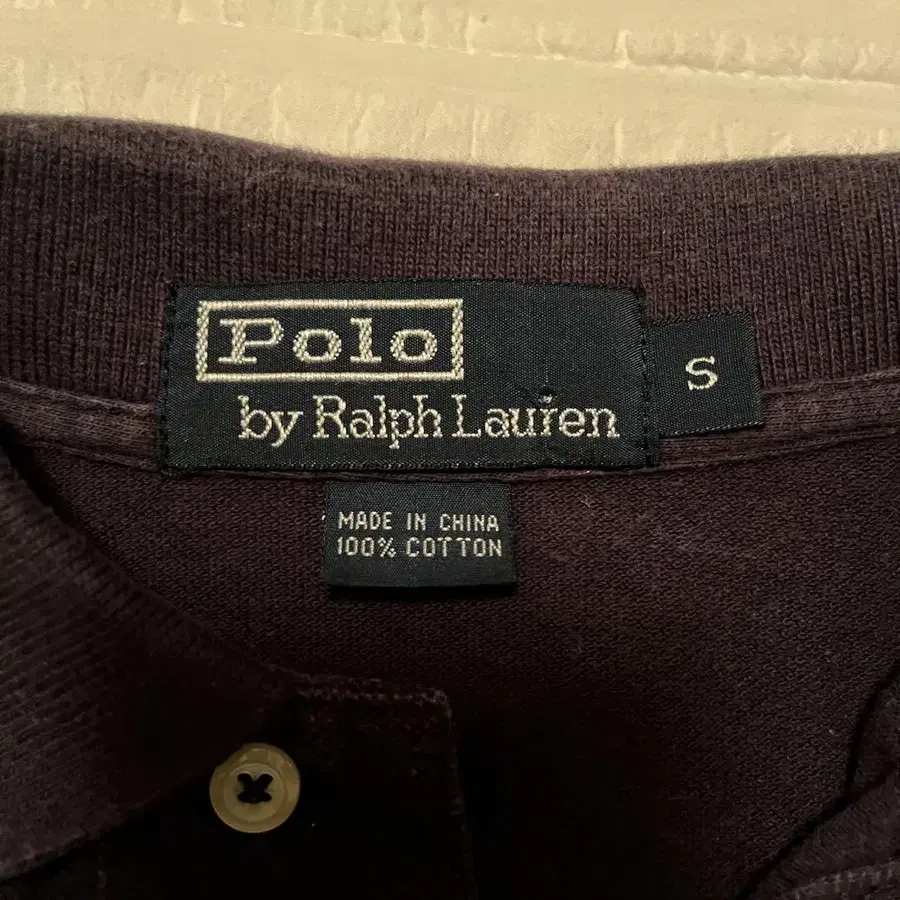 Polo
by Ralph Lauren
S
MADE IN CHINA
100% COTTON